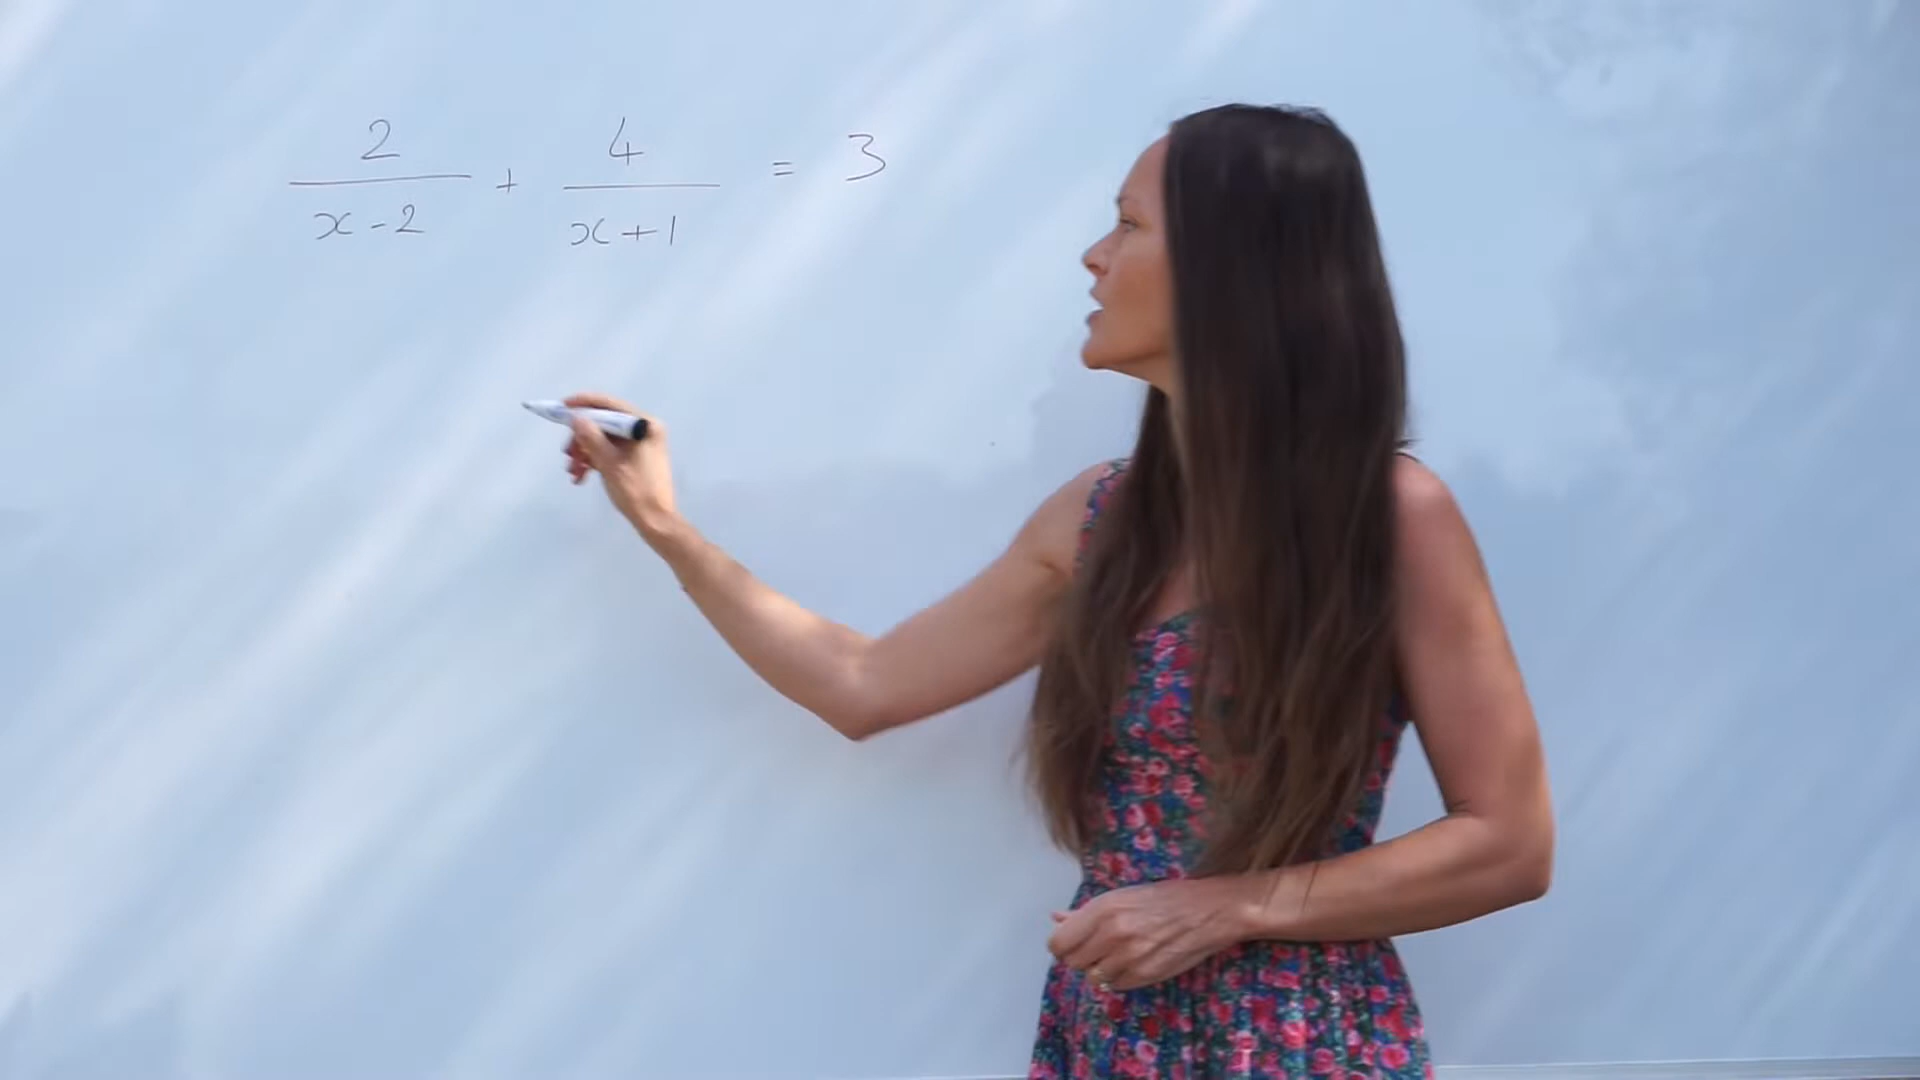 2/(x-2) + 4/(x+1) = 3